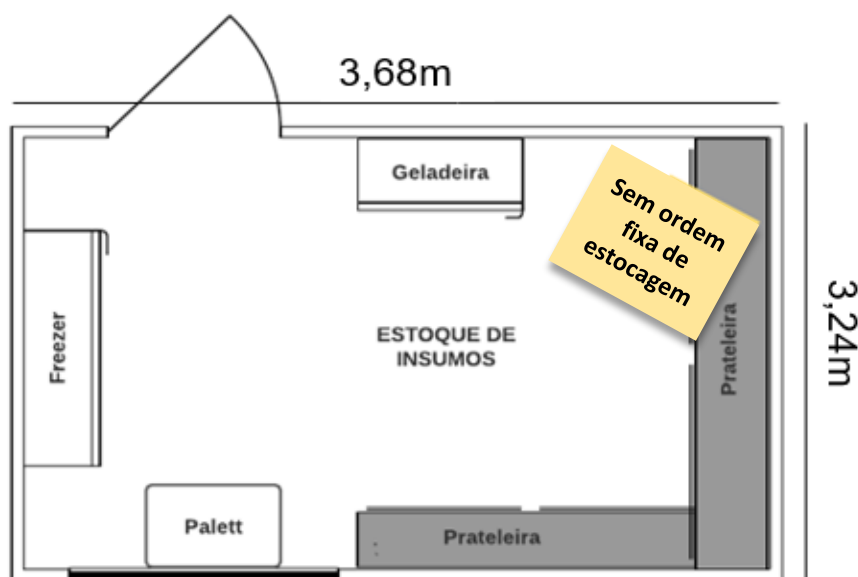 3,68m
Geladeira
Sem ordem
fixa de
estocagem
3,24m
Freezer
ESTOQUE DE
INSUMOS
Prateleira
Palett
Prateleira